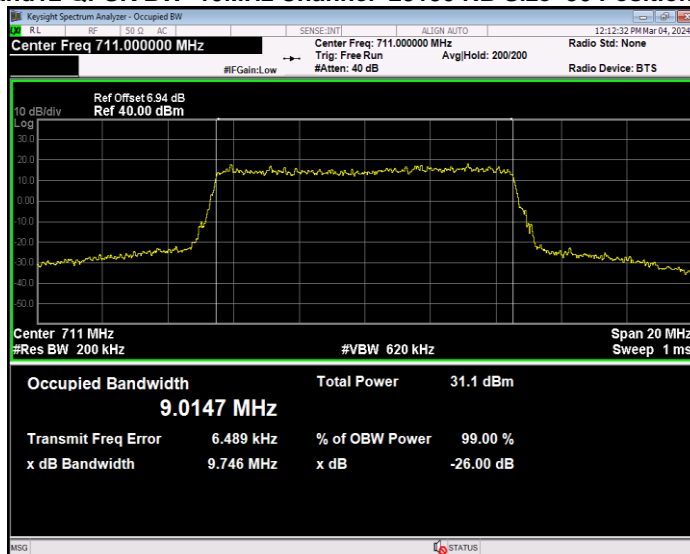 Keysight Spectrum Analyzer - Occupied BW
RL RF 50 Ω AC SENSE:INT ALIGN AUTO 12:12:32 PM Mar 04, 2024
Center Freq 711.000000 MHz Center Freq: 711.000000 MHz Radio Std: None
Trig: Free Run Avg|Hold: 200/200
#IFGain:Low #Atten: 40 dB Radio Device: BTS
Ref Offset 6.94 dB
10 dB/div Ref 40.00 dBm
Log
30.0
20.0
10.0
0.00
-10.0
-20.0
-30.0
-40.0
-50.0
Center 711 MHz Span 20 MHz
#Res BW 200 kHz #VBW 620 kHz Sweep 1 ms
Occupied Bandwidth Total Power 31.1 dBm
9.0147 MHz
Transmit Freq Error 6.489 kHz % of OBW Power 99.00 %
x dB Bandwidth 9.746 MHz x dB -26.00 dB
MSG STATUS